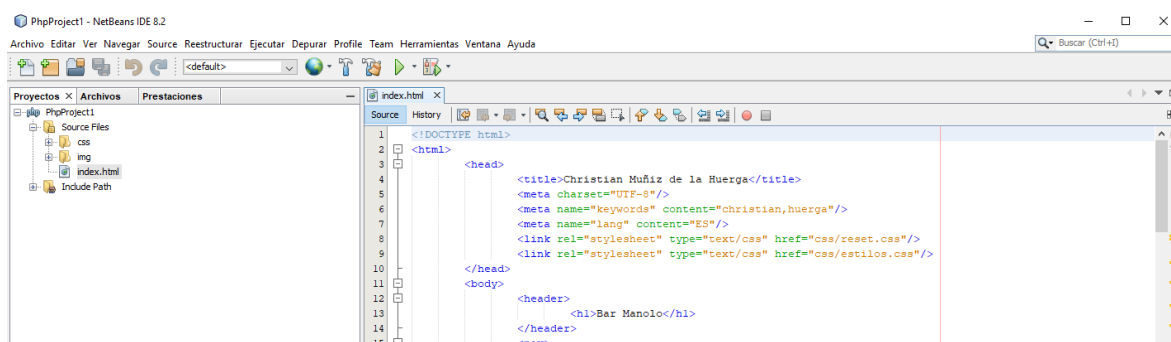 PhpProject1 - NetBeans IDE 8.2
Archivo Editar Ver Navegar Source Reestructurar Ejecutar Depurar Profile Team Herramientas Ventana Ayuda
Buscar (Ctrl+I)
<default>
Proyectos Archivos Prestaciones
index.html
PhpProject1
Source Files
css
img
index.html
Include Path
Source History
1 <!DOCTYPE html>
2 <html>
3 <head>
4 <title>Christian Muñiz de la Huerga</title>
5 <meta charset="UTF-8"/>
6 <meta name="keywords" content="christian,huerga"/>
7 <meta name="lang" content="ES"/>
8 <link rel="stylesheet" type="text/css" href="css/reset.css"/>
9 <link rel="stylesheet" type="text/css" href="css/estilos.css"/>
10 </head>
11 <body>
12 <header>
13 <h1>Bar Manolo</h1>
14 </header>